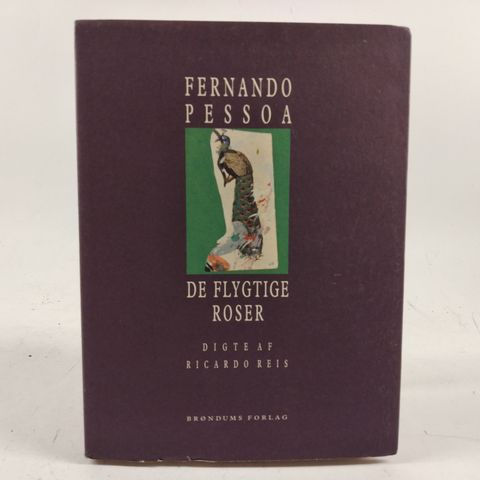 FERNANDO
PESSOA
DE FLYGTIGE
ROSER
DIGTE AF
RICARDO REIS
BRØNDUMS FORLAG